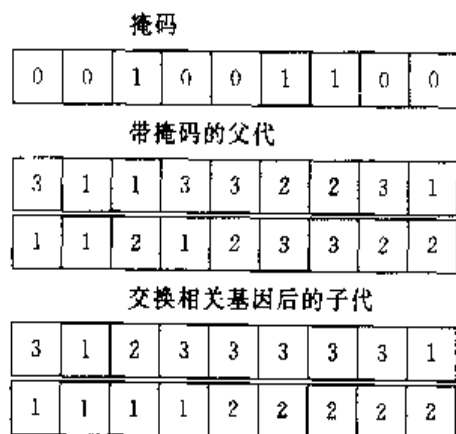 掩码
0 0 1 0 0 1 1 0 0
带掩码的父代
3 1 1 3 3 2 2 3 1
1 1 2 1 2 3 3 2 2
交换相关基因后的子代
3 1 2 3 3 3 3 3 1
1 1 1 1 2 2 2 2 2